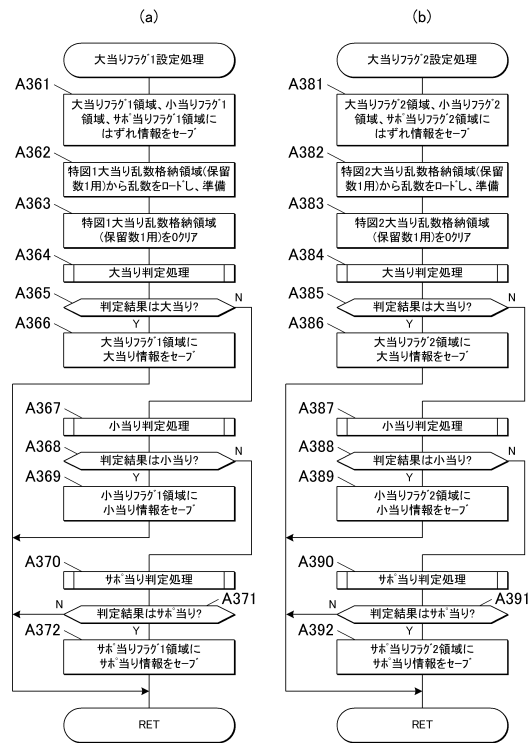 (a)
大当りフラグ1設定処理
A361
大当りフラグ1領域、小当りフラグ1
領域、サポ当りフラグ1領域に
はずれ情報をセーブ
A362
特図1大当り乱数格納領域(保留
数1用)から乱数をロードし、準備
A363
特図1大当り乱数格納領域
(保留数1用)を0クリア
A364
大当り判定処理
A365
判定結果は大当り?
N
Y
A366
大当りフラグ1領域に
大当り情報をセーブ
A367
小当り判定処理
A368
判定結果は小当り?
N
Y
A369
小当りフラグ1領域に
小当り情報をセーブ
A370
サポ当り判定処理
A371
N
判定結果はサポ当り?
Y
A372
サポ当りフラグ1領域に
サポ当り情報をセーブ
RET
(b)
大当りフラグ2設定処理
A381
大当りフラグ2領域、小当りフラグ2
領域、サポ当りフラグ2領域に
はずれ情報をセーブ
A382
特図2大当り乱数格納領域(保留
数1用)から乱数をロードし、準備
A383
特図2大当り乱数格納領域
(保留数1用)を0クリア
A384
大当り判定処理
A385
判定結果は大当り?
N
Y
A386
大当りフラグ2領域に
大当り情報をセーブ
A387
小当り判定処理
A388
判定結果は小当り?
N
Y
A389
小当りフラグ2領域に
小当り情報をセーブ
A390
サポ当り判定処理
A391
N
判定結果はサポ当り?
Y
A392
サポ当りフラグ2領域に
サポ当り情報をセーブ
RET